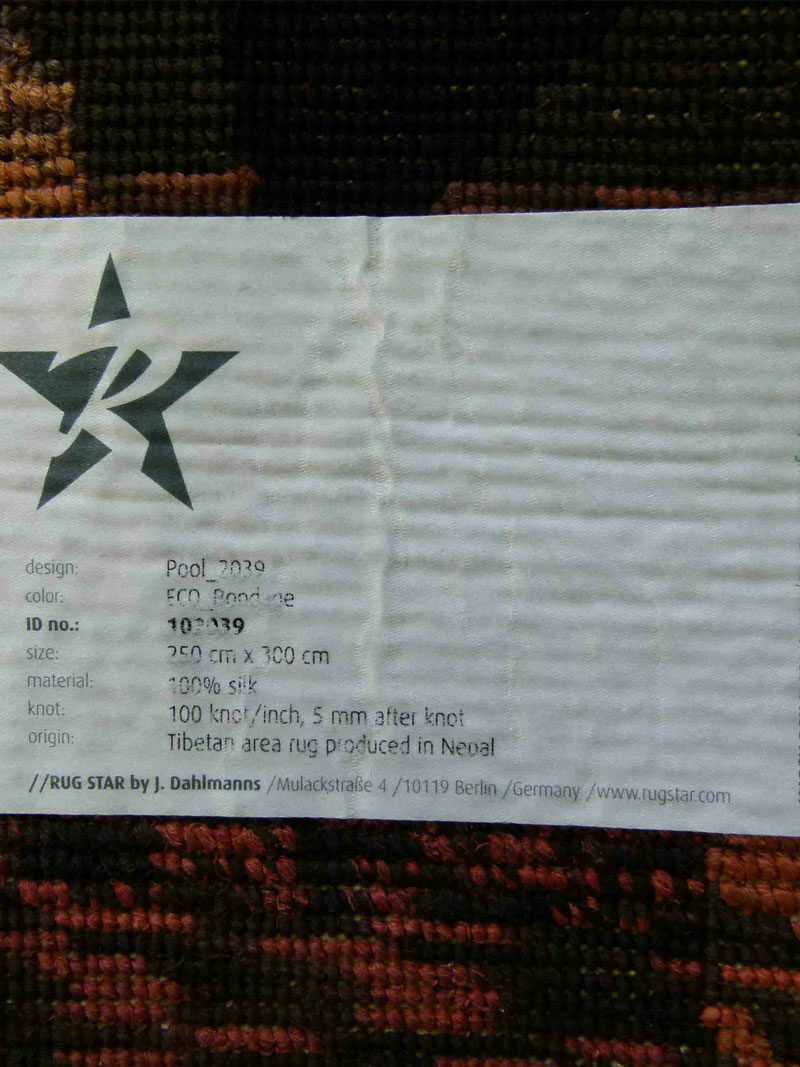 design: Pool_2039
color: ECO
ID no.: 102039
size: 250 cm x 300 cm
material: 100% silk
knot: 100 knot/inch, 5 mm after knot
origin: Tibetan area rug produced in Nepal
//RUG STAR by J. Dahlmanns /Mulackstraße 4 /10119 Berlin /Germany /www.rugstar.com